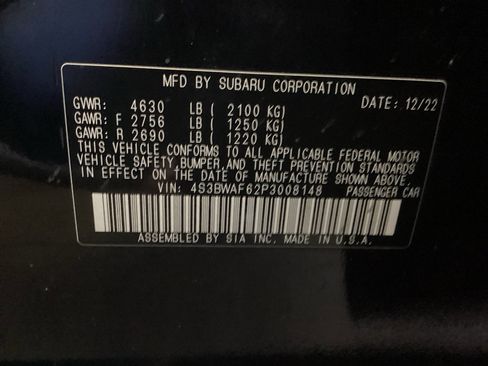 MFD BY SUBARU CORPORATION
GVWR: 4630 LB ( 2100 KG) DATE: 12/22
GAWR: F 2756 LB ( 1250 KG)
GAWR: R 2690 LB ( 1220 KG)
THIS VEHICLE CONFORMS TO ALL APPLICABLE FEDERAL MOTOR
VEHICLE SAFETY, BUMPER, AND THEFT PREVENTION STANDARDS
IN EFFECT ON THE DATE OF MANUFACTURE SHOWN ABOVE.
VIN: 4S3BWAF62P3008148 PASSENGER CAR
ASSEMBLED BY SIA INC. MADE IN U.S.A.